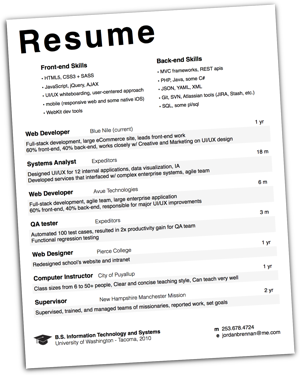 Resume
Front-end Skills
• HTML5, CSS3 + SASS
• JavaScript, jQuery, AJAX
• UI/UX whiteboarding, user-centered approach
• mobile (responsive web and some native iOS)
• WebKit dev tools
Back-end Skills
• MVC frameworks, REST apis
• PHP, Java, some C#
• JSON, YAML, XML
• Git, SVN, Atlassian tools (JIRA, Stash, etc.)
• SQL, some pl/sql
Web Developer Blue Nile (current) 1 yr
Full-stack development, large eCommerce site, leads front-end work
60% front-end, 40% back-end, works closely w/ Creative and Marketing on UI/UX design
Systems Analyst Expeditors 18 m
Designed UI/UX for 12 internal applications, data visualization, IA
Developed services that interfaced w/ complex enterprise systems, agile team
Web Developer Avue Technologies 6 m
Full-stack development, agile team, large enterprise application
60% front-end, 40% back-end, responsible for major UI/UX improvements
QA tester Expeditors 3 m
Automated 100 test cases, resulted in 2x productivity gain for QA team
Functional regression testing
Web Designer Pierce College 1 yr
Redesigned school's website and intranet
Computer Instructor City of Puyallup 1 yr
Class sizes from 6 to 50+ people, Clear and concise teaching style, Can teach very well
Supervisor New Hampshire Manchester Mission 2 yr
Supervised, trained, and managed teams of missionaries, reported work, set goals
B.S. Information Technology and Systems
University of Washington - Tacoma, 2010
m 253.678.4724
e jordanbrennan@me.com